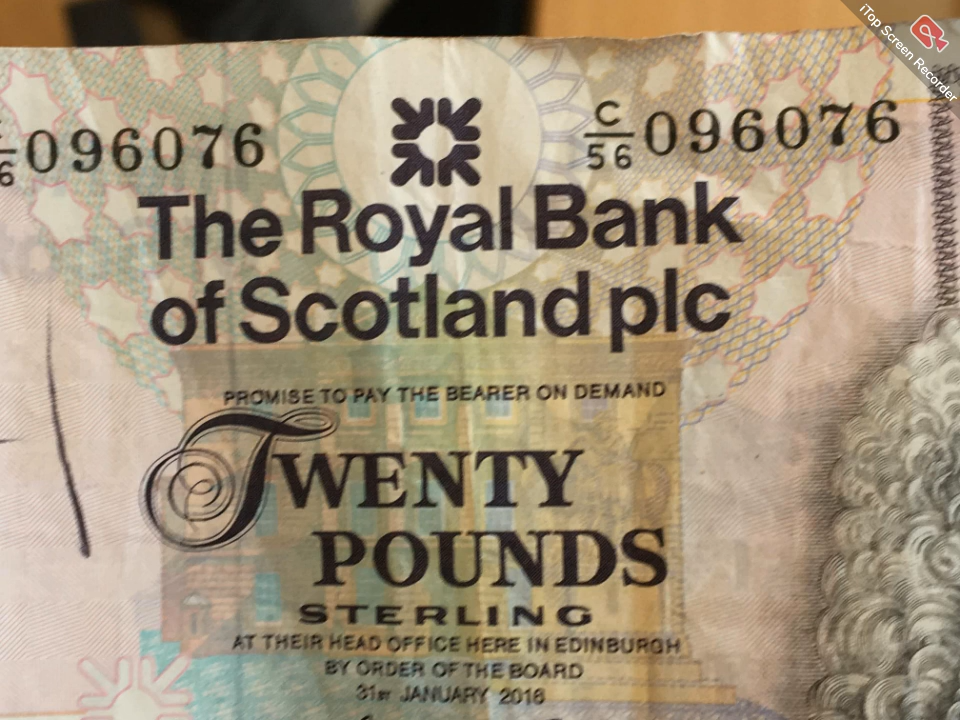 iTop Screen Recorder
6 096076
C
56 096076
The Royal Bank
of Scotland plc
PROMISE TO PAY THE BEARER ON DEMAND
TWENTY
POUNDS
STERLING
AT THEIR HEAD OFFICE HERE IN EDINBURGH
BY ORDER OF THE BOARD
31st JANUARY 2016